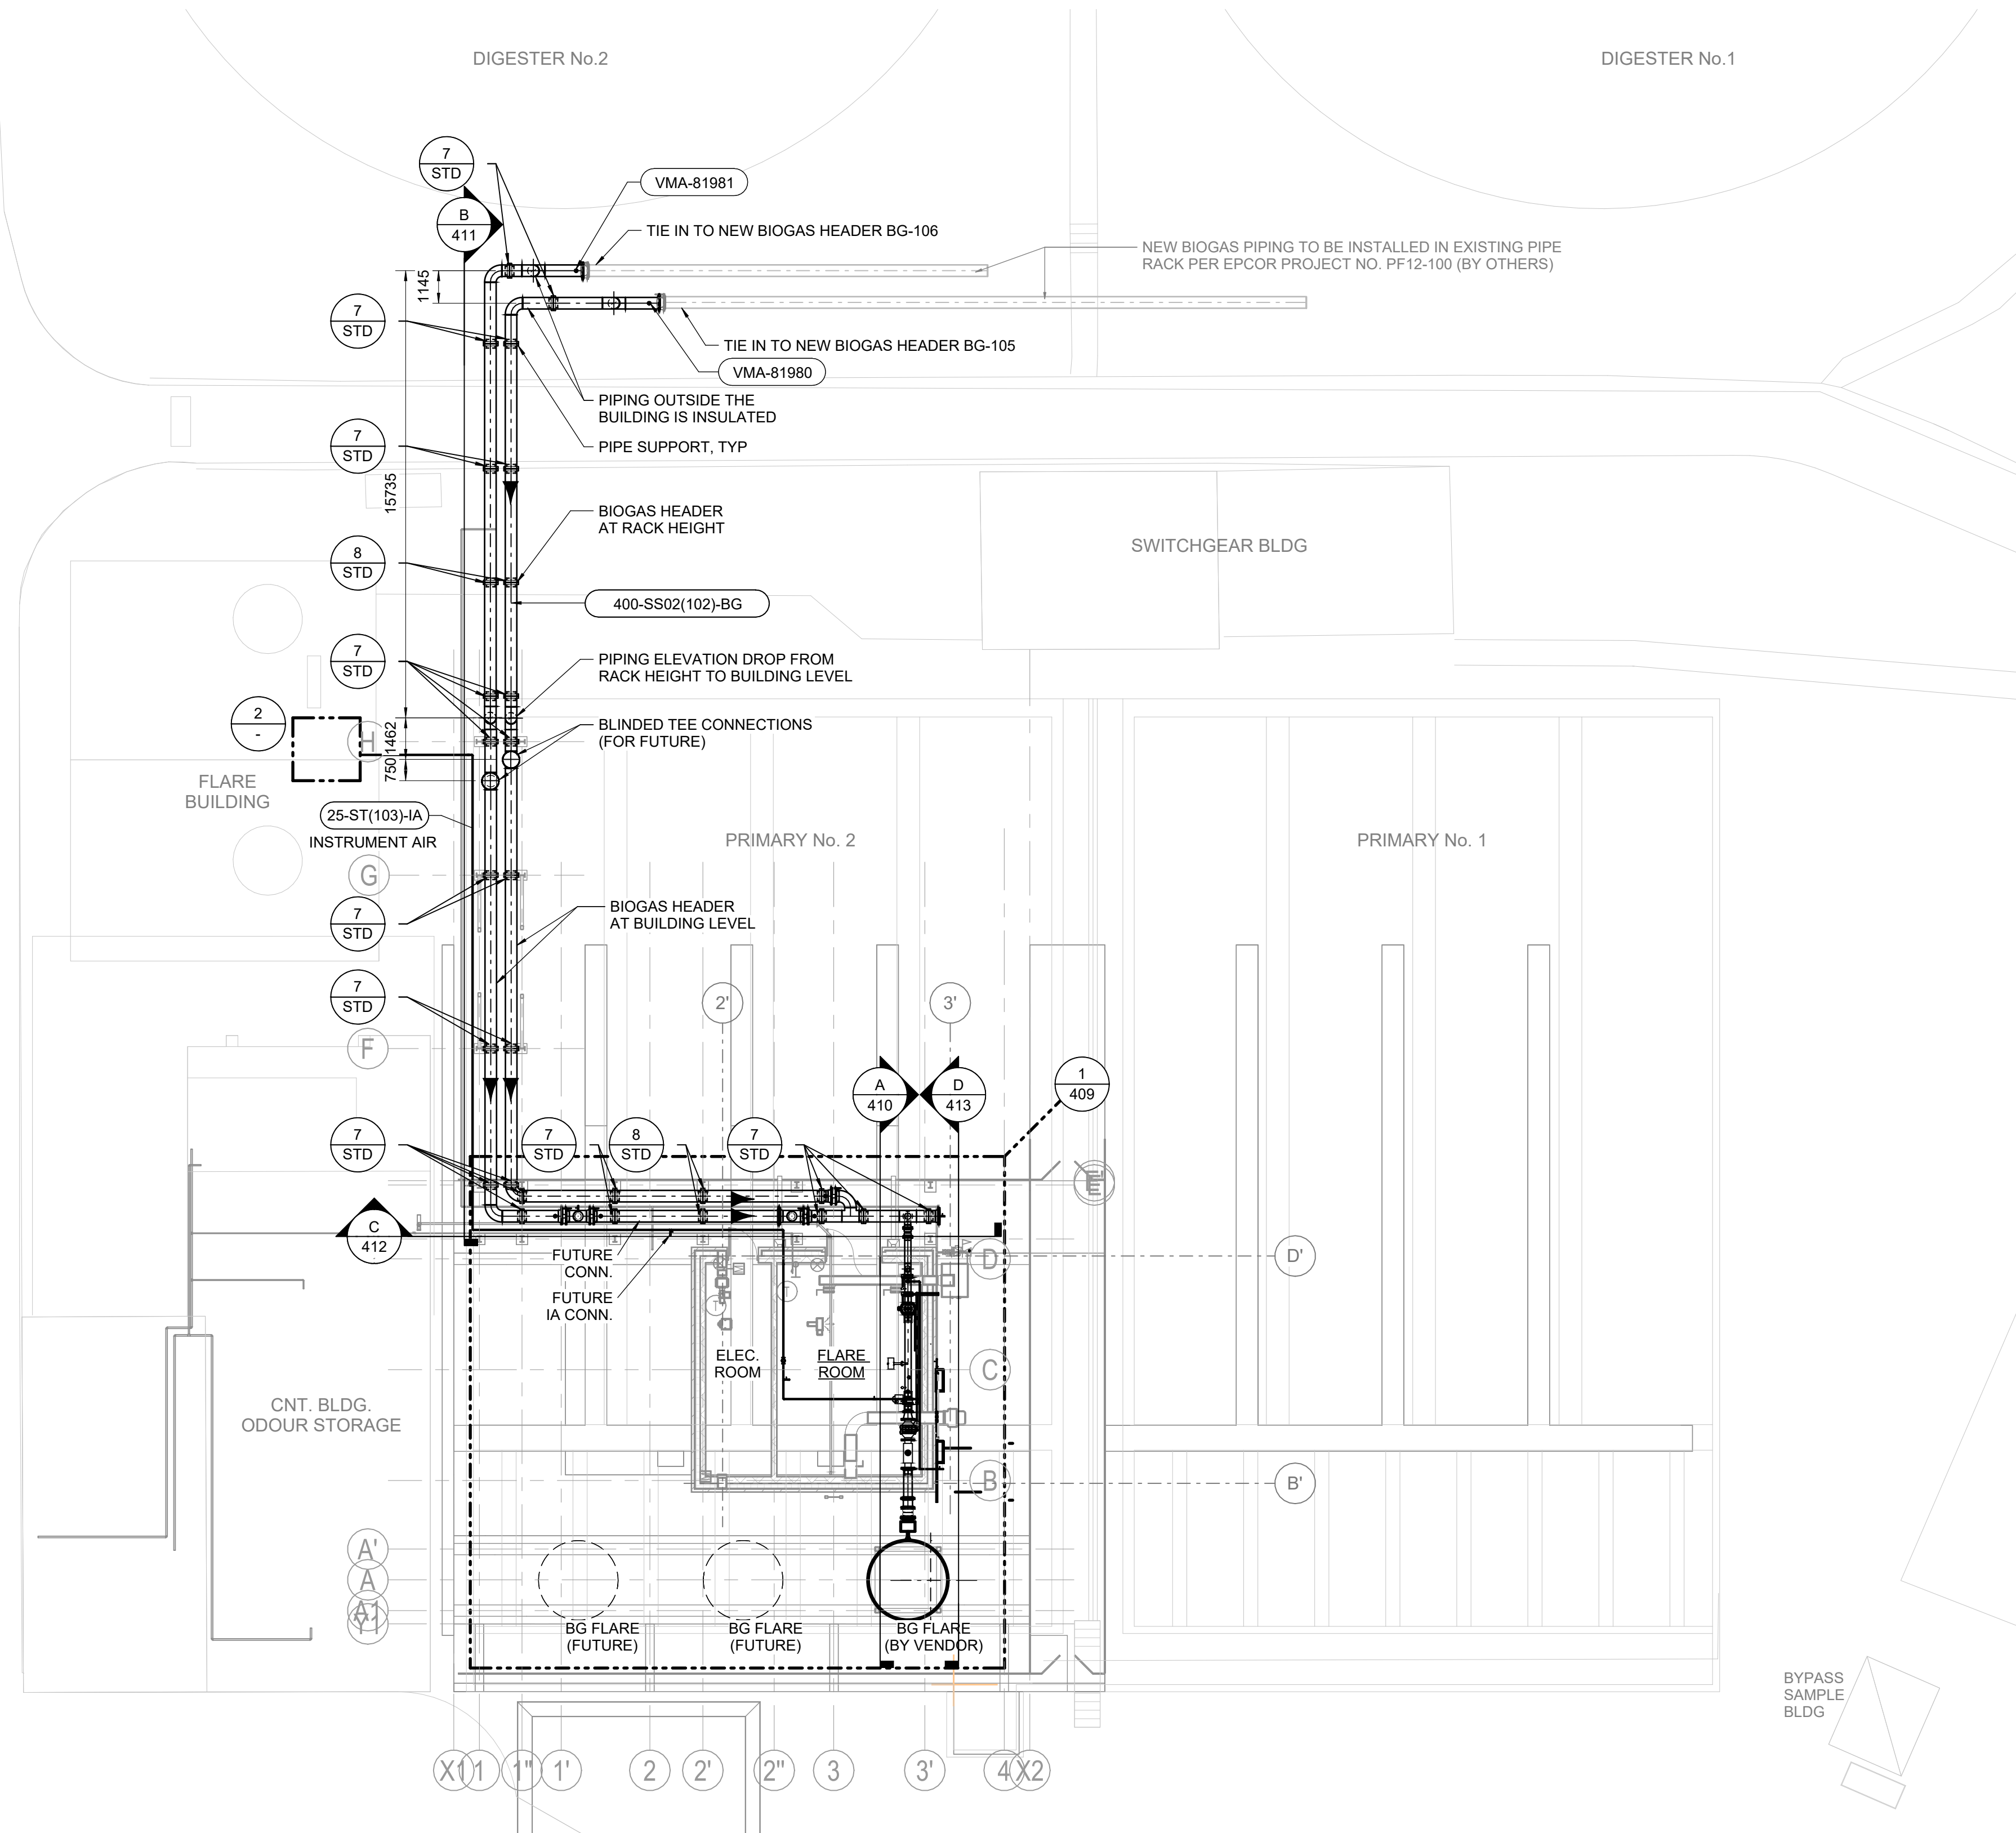 DIGESTER No.2
DIGESTER No.1
7
STD
VMA-81981
B
411
TIE IN TO NEW BIOGAS HEADER BG-106
NEW BIOGAS PIPING TO BE INSTALLED IN EXISTING PIPE
RACK PER EPCOR PROJECT NO. PF12-100 (BY OTHERS)
1145
7
STD
TIE IN TO NEW BIOGAS HEADER BG-105
VMA-81980
PIPING OUTSIDE THE
BUILDING IS INSULATED
7
STD
PIPE SUPPORT, TYP
15735
BIOGAS HEADER
AT RACK HEIGHT
SWITCHGEAR BLDG
8
STD
400-SS02(102)-BG
7
STD
PIPING ELEVATION DROP FROM
RACK HEIGHT TO BUILDING LEVEL
2
-
H
1462
750
BLINDED TEE CONNECTIONS
(FOR FUTURE)
FLARE
BUILDING
25-ST(103)-IA
INSTRUMENT AIR
PRIMARY No. 2
PRIMARY No. 1
G
7
STD
BIOGAS HEADER
AT BUILDING LEVEL
7
STD
2'
3'
F
A
410
D
413
1
409
7
STD
7
STD
8
STD
7
STD
E
C
412
FUTURE
CONN.
FUTURE
IA CONN.
D
D'
T
T
ELEC.
ROOM
FLARE
ROOM
C
CNT. BLDG.
ODOUR STORAGE
B
B'
A'
A
A1
Y1
BG FLARE
(FUTURE)
BG FLARE
(FUTURE)
BG FLARE
(BY VENDOR)
BYPASS
SAMPLE
BLDG
X1
1
1"
1'
2
2'
2"
3
3'
4
X2